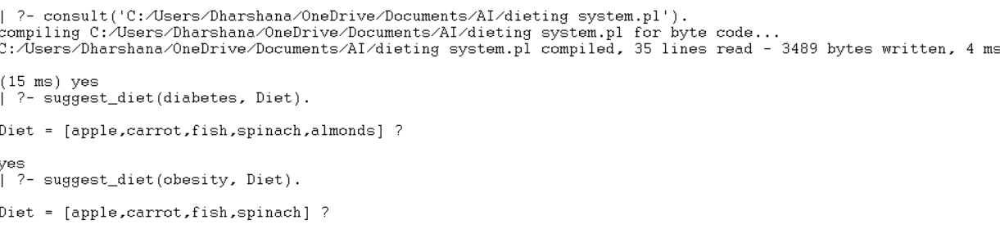 | ?- consult('C:/Users/Dharshana/OneDrive/Documents/AI/dieting system.pl').
compiling C:/Users/Dharshana/OneDrive/Documents/AI/dieting system.pl for byte code...
C:/Users/Dharshana/OneDrive/Documents/AI/dieting system.pl compiled, 35 lines read - 3489 bytes written, 4 ms
(15 ms) yes
| ?- suggest_diet(diabetes, Diet).
Diet = [apple,carrot,fish,spinach,almonds] ?
yes
| ?- suggest_diet(obesity, Diet).
Diet = [apple,carrot,fish,spinach] ?